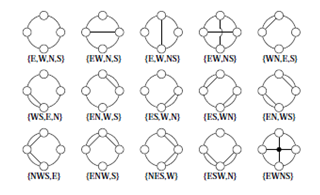 {E,W,N,S} {EW,N,S} {E,W,NS} {EW,NS} {WN,E,S}
{WS,E,N} {EN,W,S} {ES,W,N} {ES,WN} {EN,WS}
{NWS,E} {ENW,S} {NES,W} {ESW,N} {EWNS}